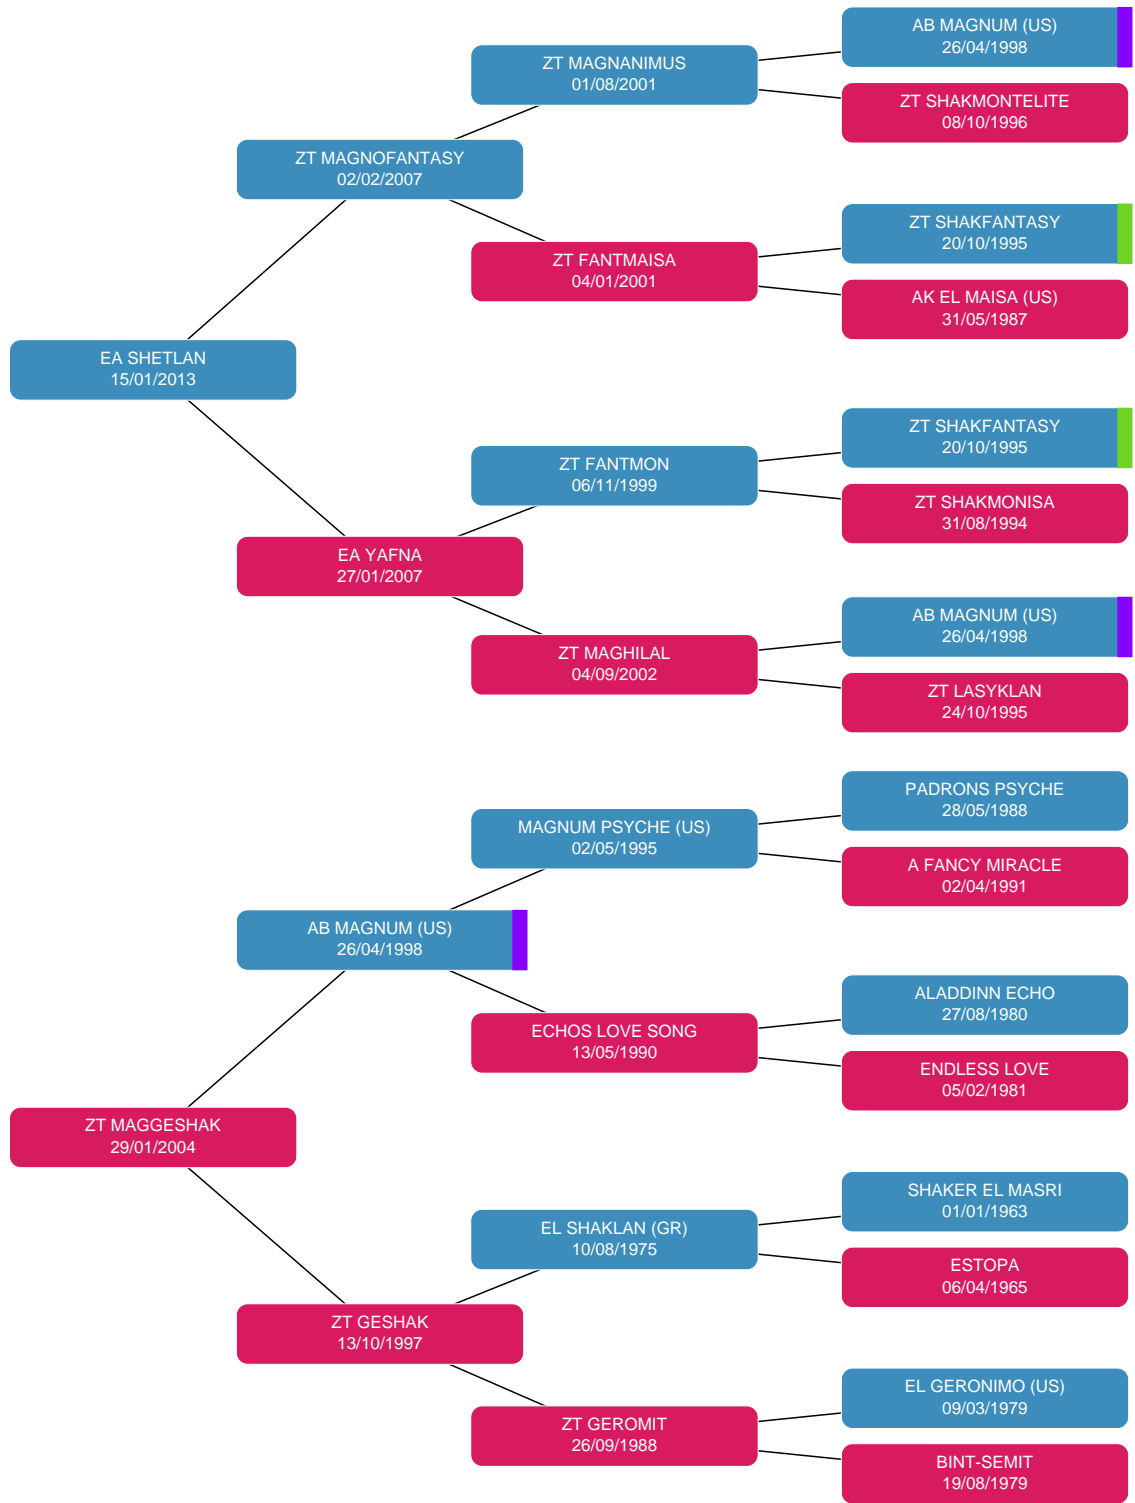 AB MAGNUM (US)
26/04/1998
ZT MAGNANIMUS
01/08/2001
ZT SHAKMONTELITE
08/10/1996
ZT MAGNOFANTASY
02/02/2007
ZT SHAKFANTASY
20/10/1995
ZT FANTMAISA
04/01/2001
AK EL MAISA (US)
31/05/1987
EA SHETLAN
15/01/2013
ZT SHAKFANTASY
20/10/1995
ZT FANTMON
06/11/1999
ZT SHAKMONISA
31/08/1994
EA YAFNA
27/01/2007
AB MAGNUM (US)
26/04/1998
ZT MAGHILAL
04/09/2002
ZT LASYKLAN
24/10/1995
PADRONS PSYCHE
28/05/1988
MAGNUM PSYCHE (US)
02/05/1995
A FANCY MIRACLE
02/04/1991
AB MAGNUM (US)
26/04/1998
ALADDINN ECHO
27/08/1980
ECHOS LOVE SONG
13/05/1990
ENDLESS LOVE
05/02/1981
ZT MAGGESHAK
29/01/2004
SHAKER EL MASRI
01/01/1963
EL SHAKLAN (GR)
10/08/1975
ESTOPA
06/04/1965
ZT GESHAK
13/10/1997
EL GERONIMO (US)
09/03/1979
ZT GEROMIT
26/09/1988
BINT-SEMIT
19/08/1979